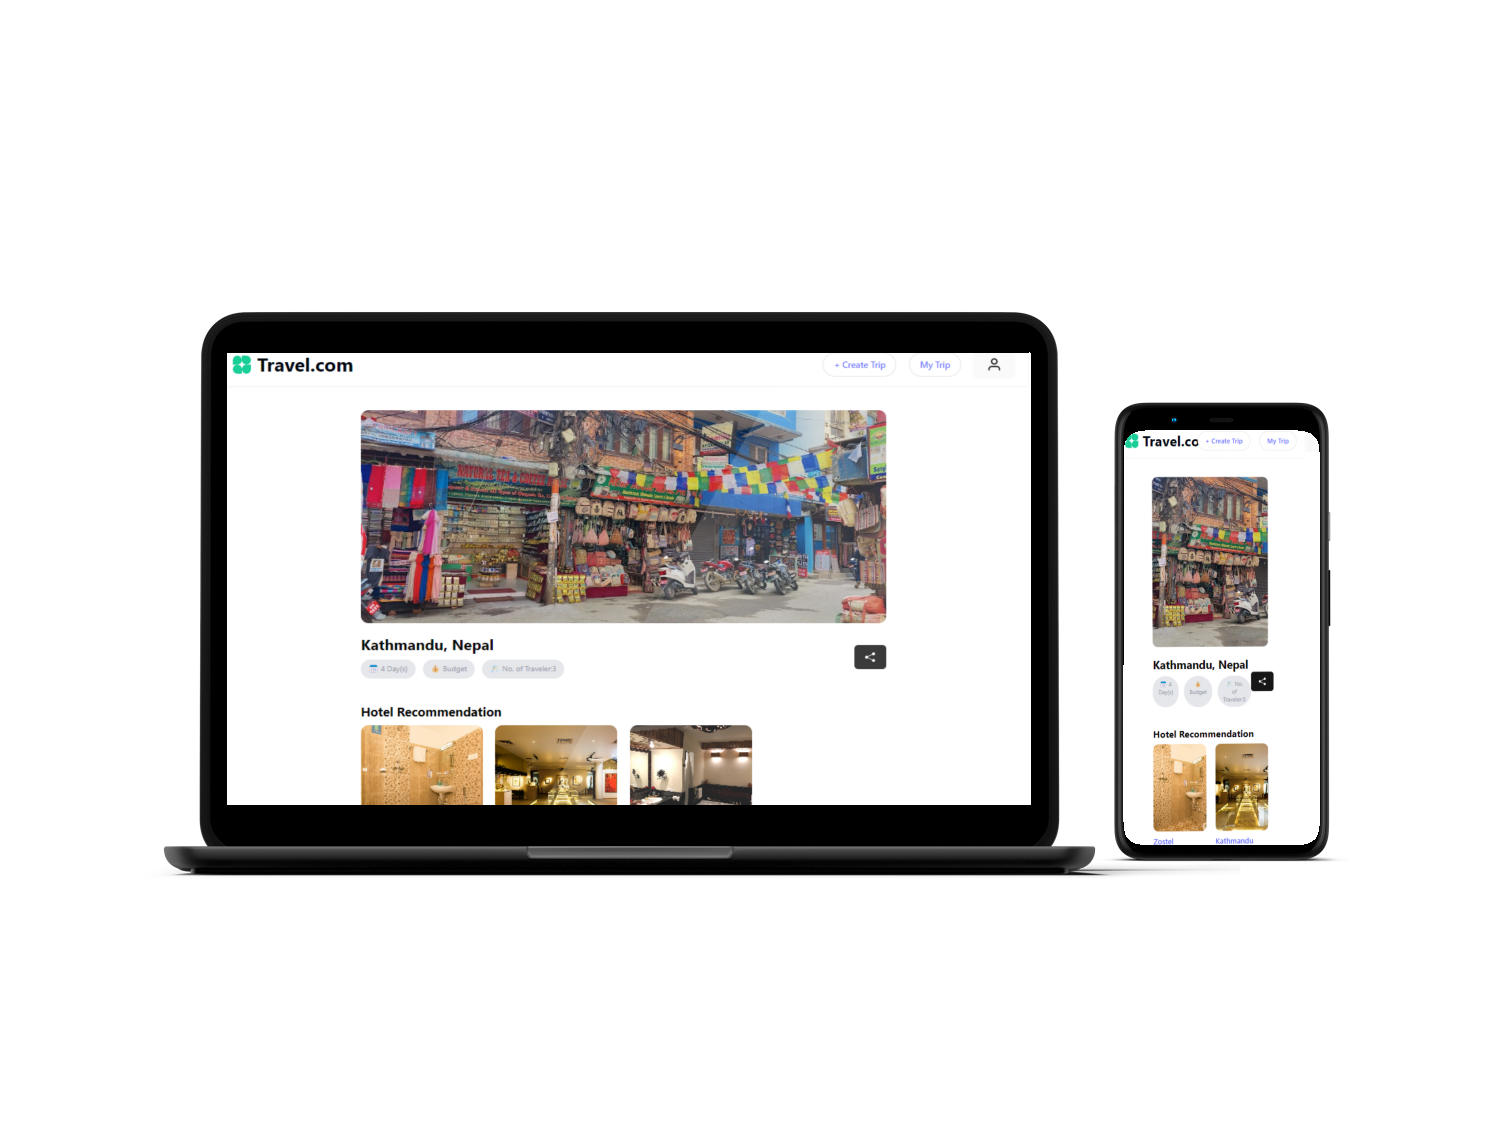 Travel.com
+ Create Trip
My Trip
Kathmandu, Nepal
4 Day(s)
Budget
No. of Traveler:3
Hotel Recommendation
Travel.co
+ Create Trip
My Trip
Kathmandu, Nepal
4
Day(s)
Budget
No.
of
Traveler:3
Hotel Recommendation
Zostel
Kathmandu